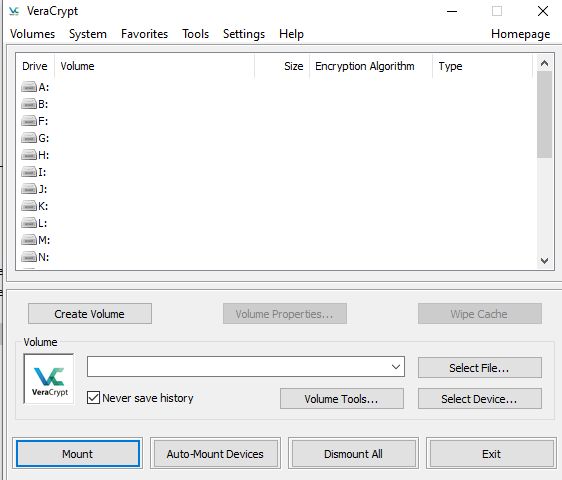 VeraCrypt
Volumes System Favorites Tools Settings Help Homepage
Drive Volume Size Encryption Algorithm Type
A:
B:
F:
G:
H:
I:
J:
K:
L:
M:
N:
Create Volume Volume Properties... Wipe Cache
Volume
VeraCrypt
Select File...
Never save history Volume Tools... Select Device...
Mount Auto-Mount Devices Dismount All Exit